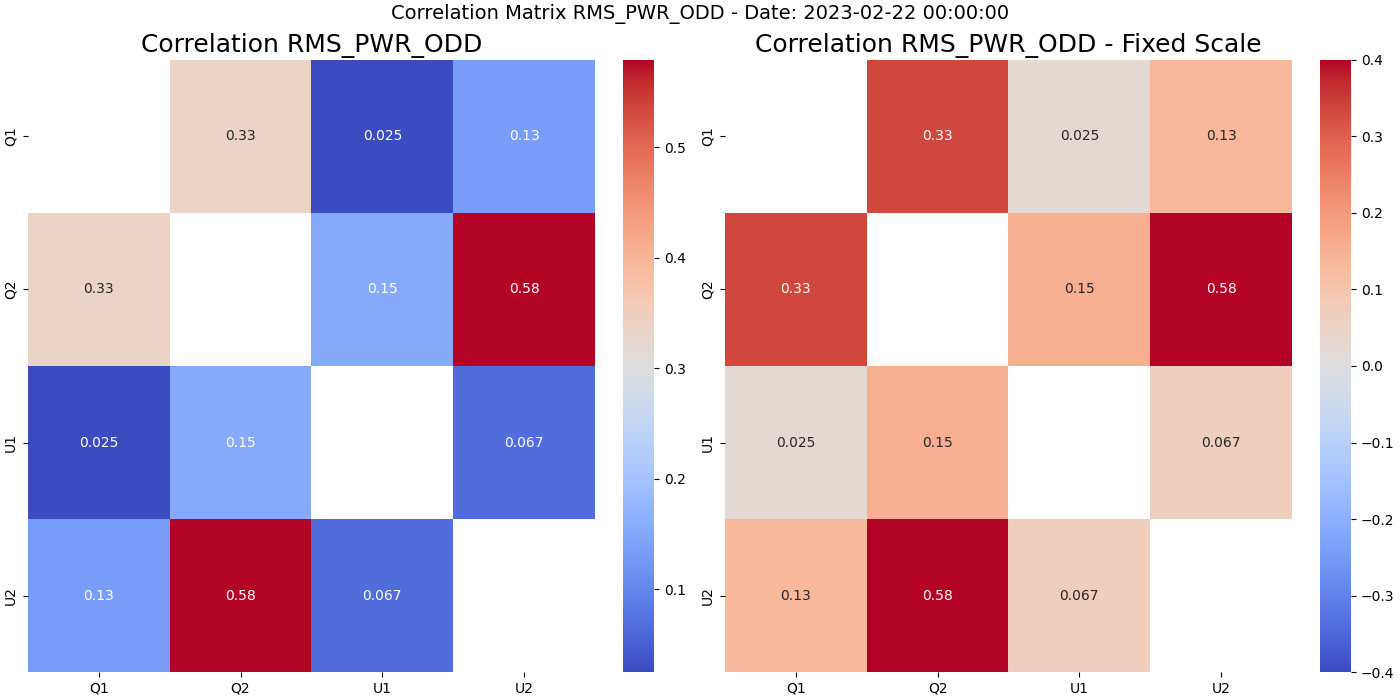 Correlation Matrix RMS_PWR_ODD - Date: 2023-02-22 00:00:00
Correlation RMS_PWR_ODD
Q1
0.33
0.025
0.13
Q2
0.33
0.15
0.58
U1
0.025
0.15
0.067
U2
0.13
0.58
0.067
Q1
Q2
U1
U2
0.5
0.4
0.3
0.2
0.1
Correlation RMS_PWR_ODD - Fixed Scale
Q1
0.33
0.025
0.13
Q2
0.33
0.15
0.58
U1
0.025
0.15
0.067
U2
0.13
0.58
0.067
Q1
Q2
U1
U2
0.4
0.3
0.2
0.1
0.0
−0.1
−0.2
−0.3
−0.4